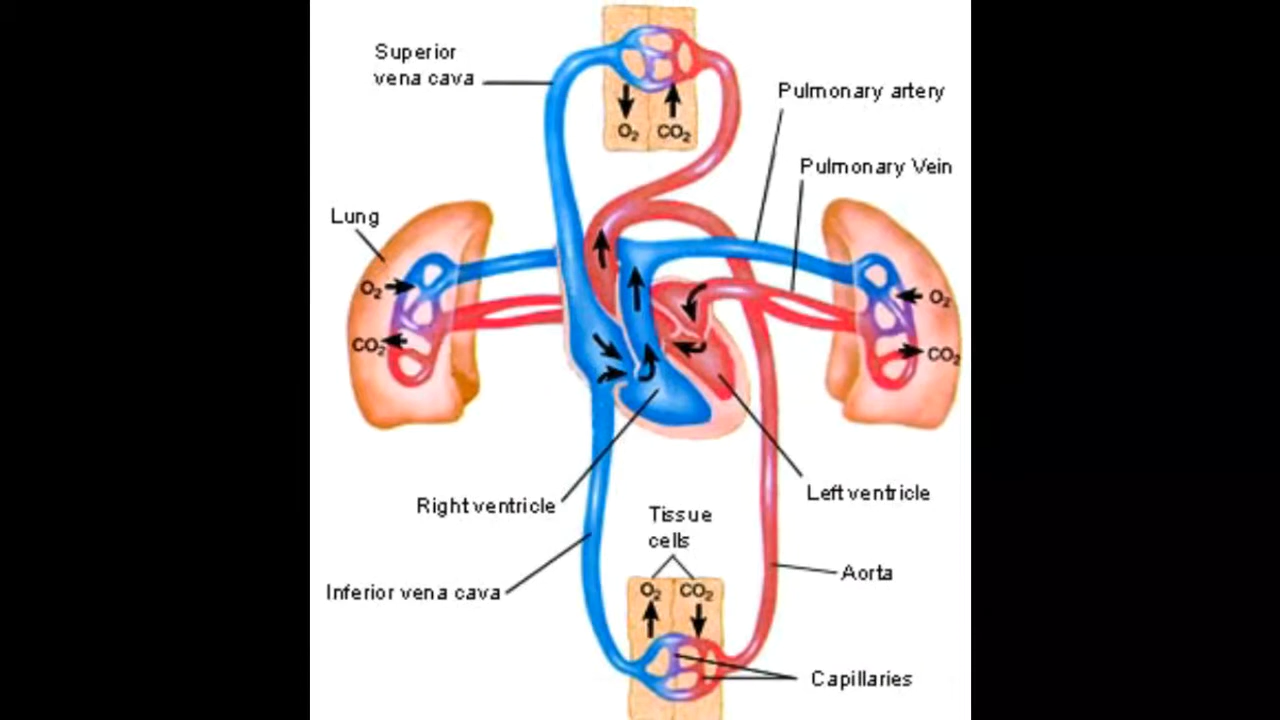 Superior
vena cava
O₂ CO₂
Pulmonary artery
Pulmonary Vein
Lung
O₂
CO₂
O₂
CO₂
Right ventricle
Left ventricle
Tissue
cells
Inferior vena cava
Aorta
O₂ CO₂
Capillaries